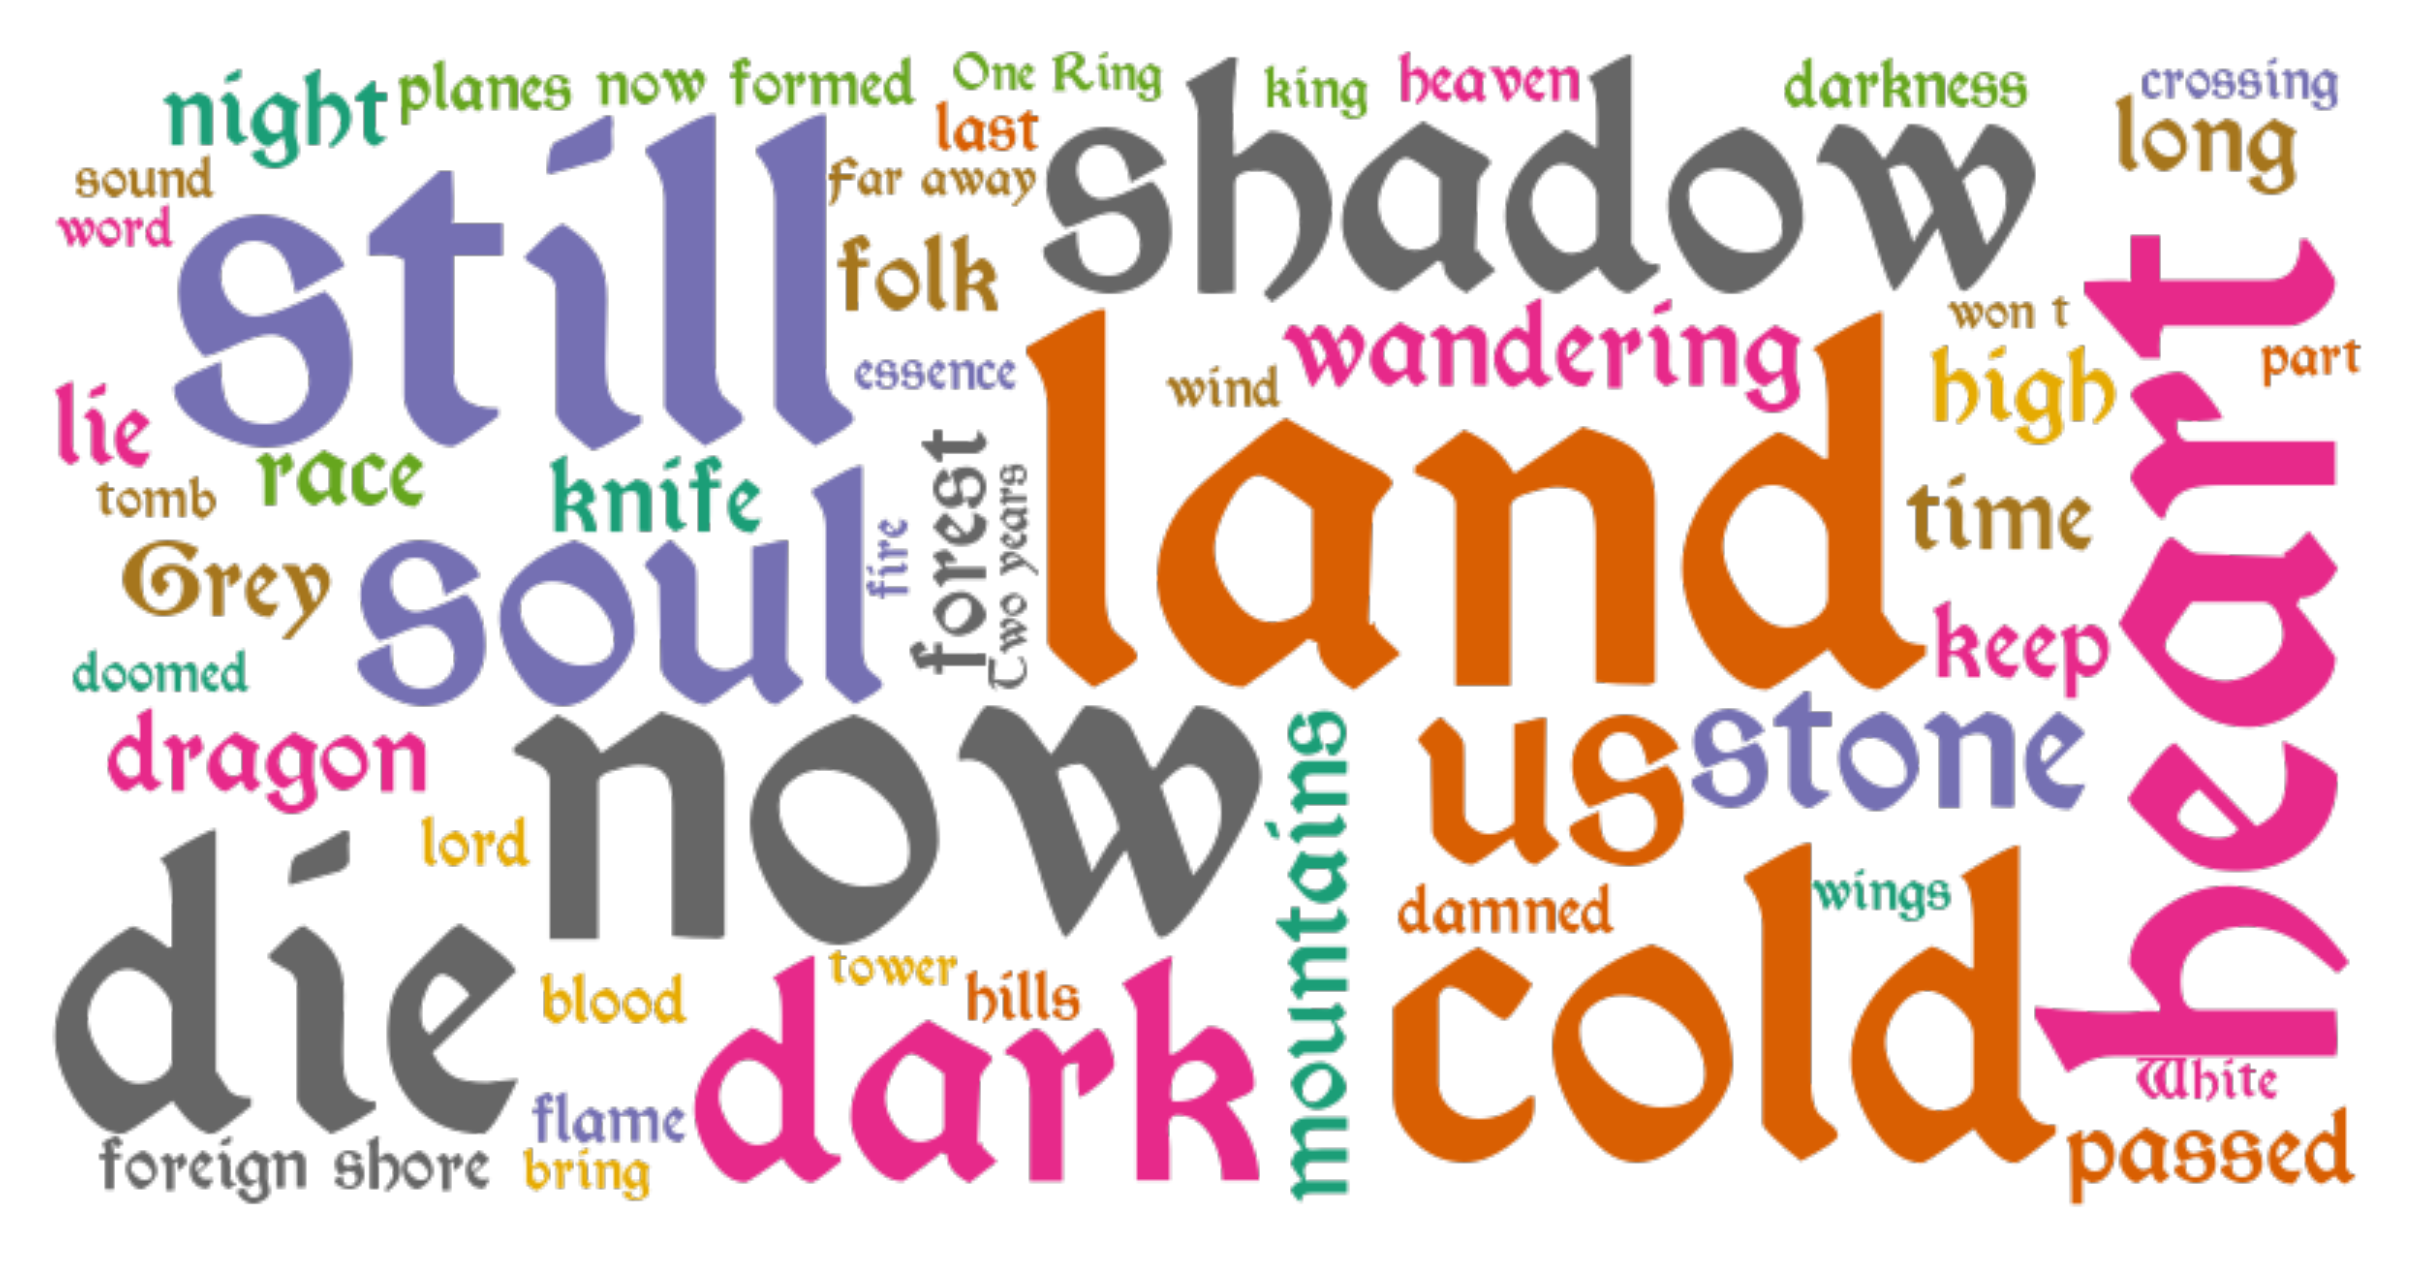 night
planes now formed
One Ring
king
heaven
darkness
crossing
long
last
sound
far away
shadow
word
still
folk
wandering
won t
heart
essence
wind
high
part
lie
race
knife
forest
Two years
land
time
tomb
soul
fire
Grey
keep
doomed
dragon
now
mountains
us
stone
lord
die
damned
wings
cold
blood
tower
hills
dark
White
flame
foreign shore
bring
passed